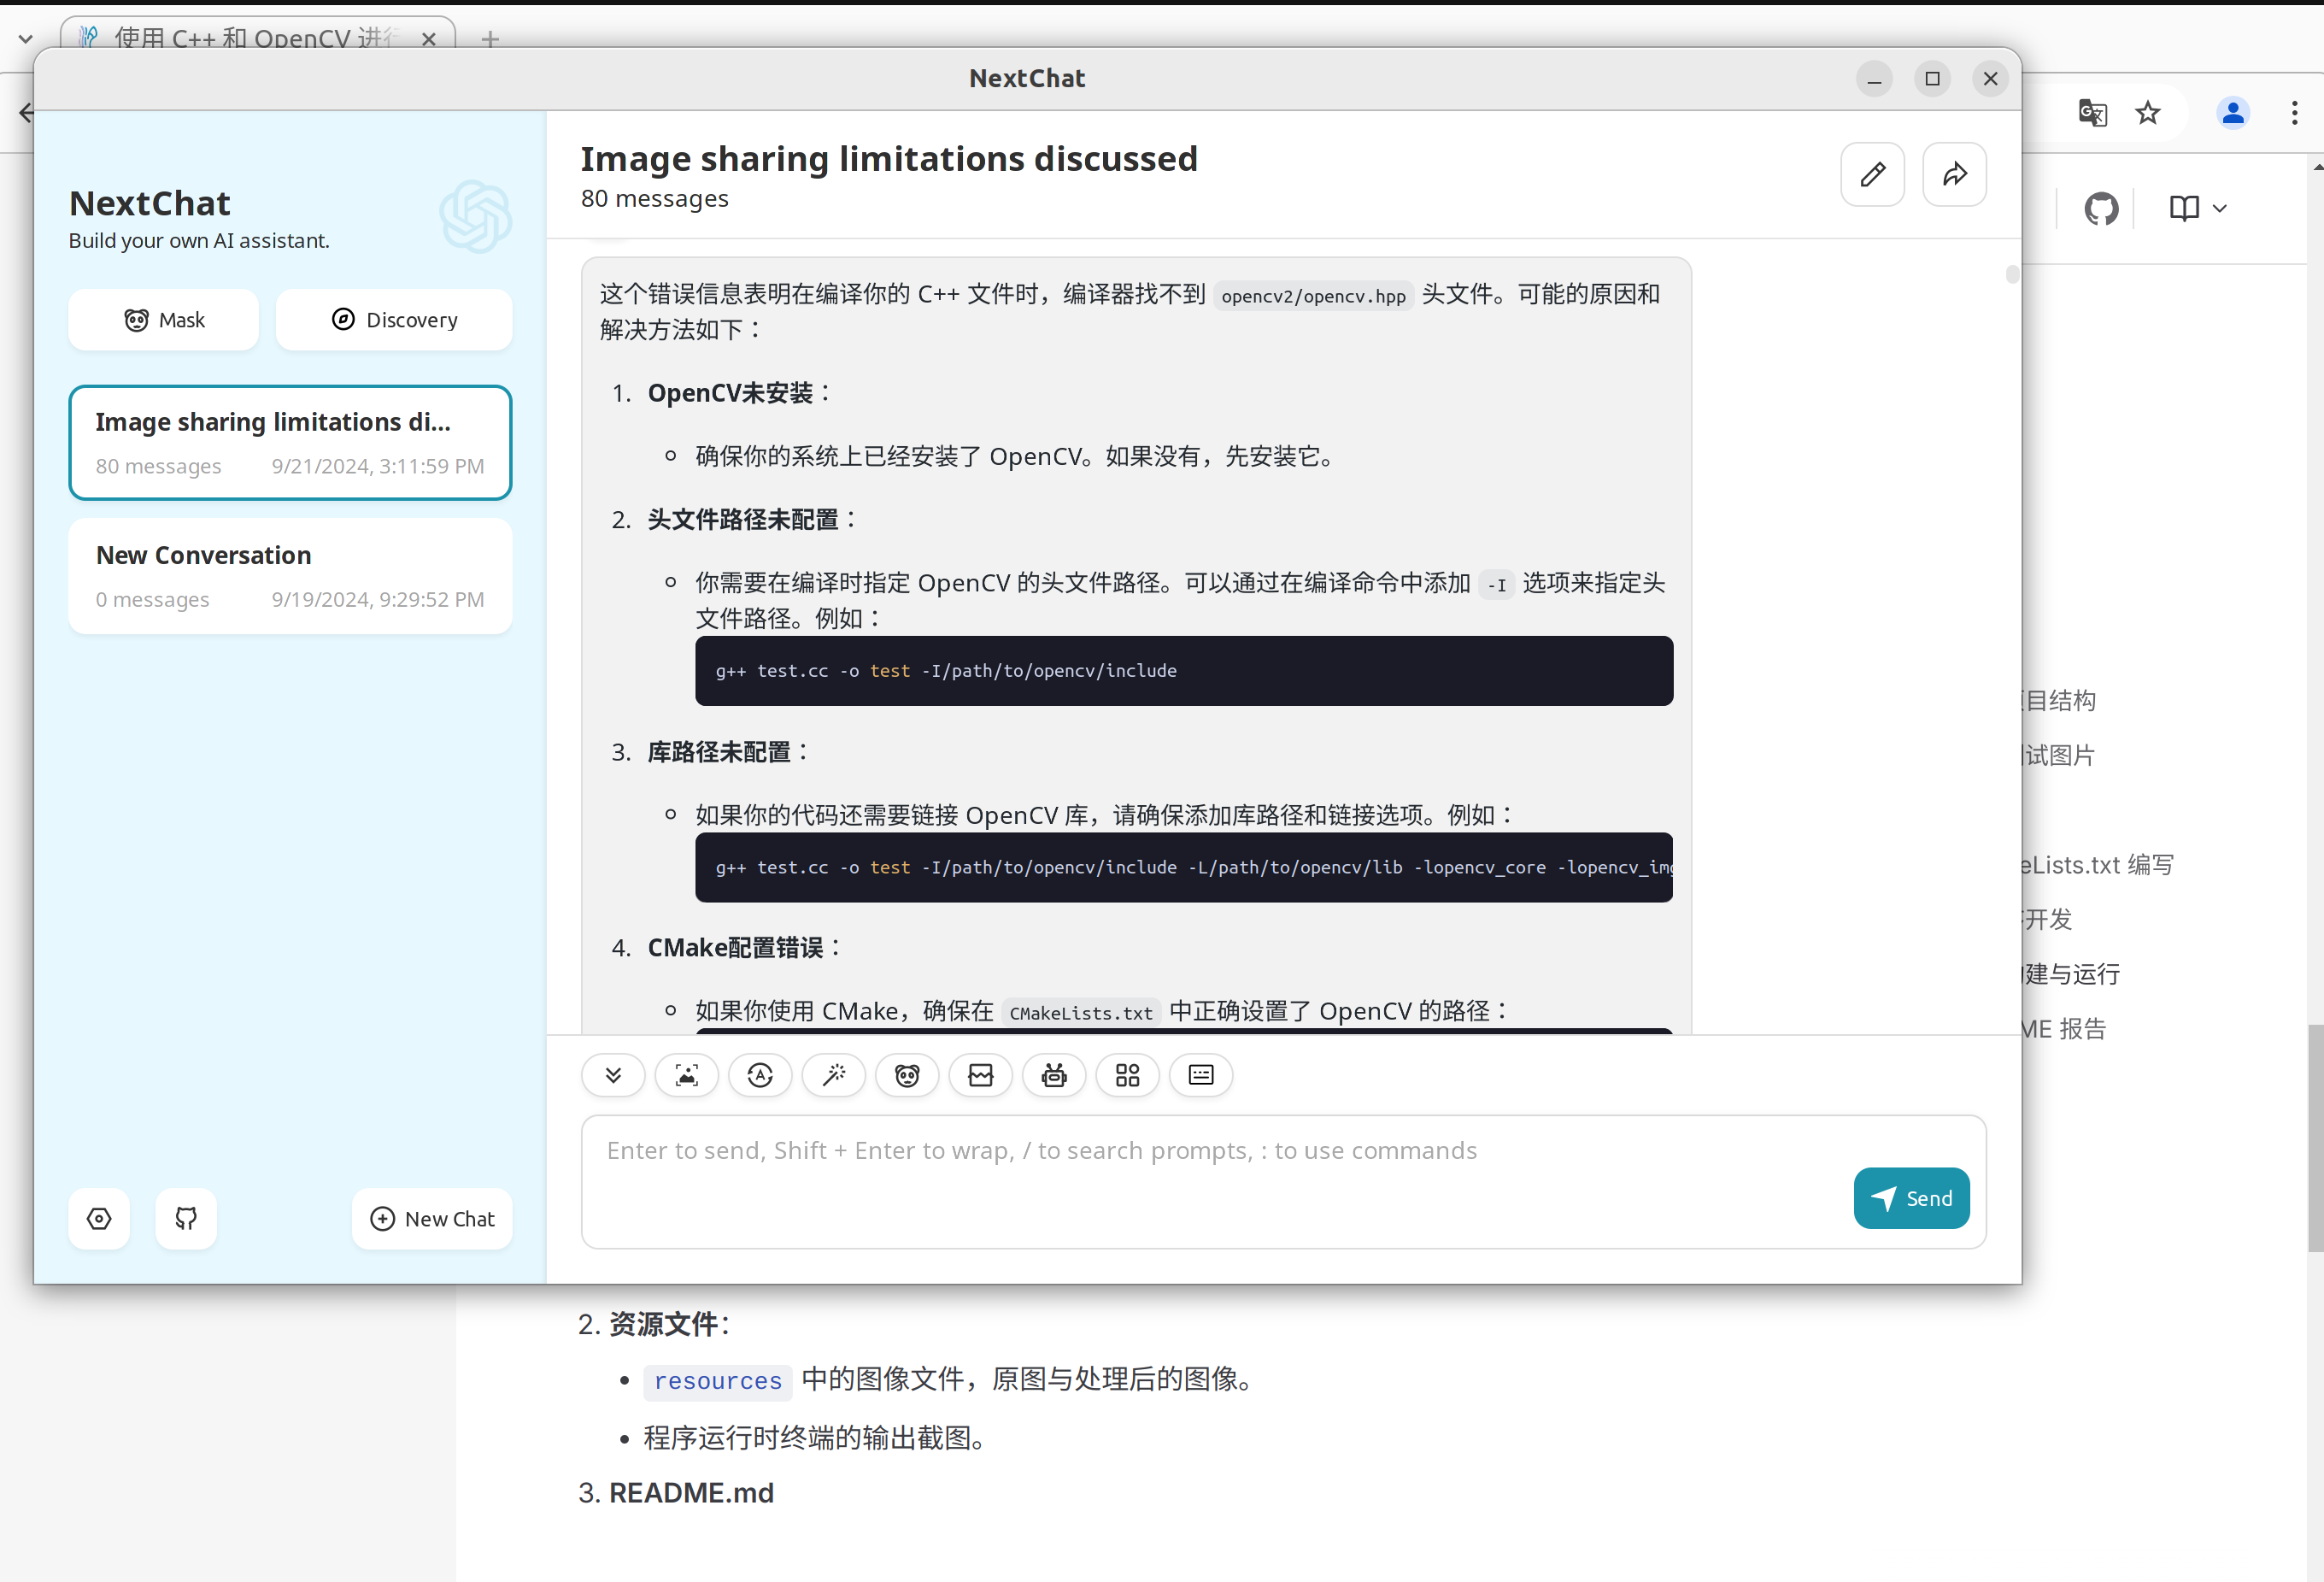 使用 C++ 和 OpenCV 进行
NextChat
NextChat
Build your own AI assistant.
Mask
Discovery
Image sharing limitations di...
80 messages
9/21/2024, 3:11:59 PM
New Conversation
0 messages
9/19/2024, 9:29:52 PM
New Chat
Image sharing limitations discussed
80 messages
这个错误信息表明在编译你的 C++ 文件时，编译器找不到 opencv2/opencv.hpp 头文件。可能的原因和
解决方法如下：
1. OpenCV未安装：
确保你的系统上已经安装了 OpenCV。如果没有，先安装它。
2. 头文件路径未配置：
你需要在编译时指定 OpenCV 的头文件路径。可以通过在编译命令中添加 -I 选项来指定头
文件路径。例如：
g++ test.cc -o test -I/path/to/opencv/include
3. 库路径未配置：
如果你的代码还需要链接 OpenCV 库，请确保添加库路径和链接选项。例如：
g++ test.cc -o test -I/path/to/opencv/include -L/path/to/opencv/lib -lopencv_core -lopencv_img
4. CMake配置错误：
如果你使用 CMake，确保在 CMakeLists.txt 中正确设置了 OpenCV 的路径：
Enter to send, Shift + Enter to wrap, / to search prompts, : to use commands
Send
目结构
试图片
eLists.txt 编写
开发
建与运行
ME 报告
2. 资源文件：
resources 中的图像文件，原图与处理后的图像。
程序运行时终端的输出截图。
3. README.md